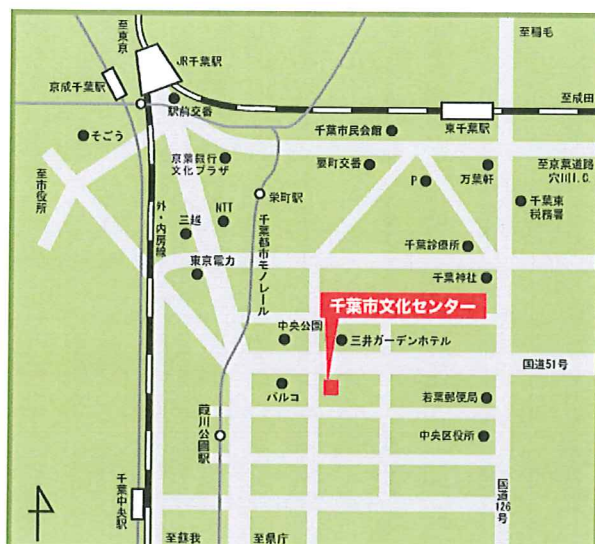 至東京
JR千葉駅
至稲毛
京成千葉駅
至成田
駅前交番
東千葉駅
そごう
千葉市民会館
京葉銀行
文化プラザ
要町交番
P
万葉軒
至京葉道路
穴川I.C.
至市役所
栄町駅
千葉東
税務署
外・内房線
NTT
三越
千葉都市モノレール
千葉診療所
東京電力
千葉神社
千葉市文化センター
中央公園
三井ガーデンホテル
国道51号
パルコ
若葉郵便局
葭川公園駅
中央区役所
千葉中央駅
国道126号
至蘇我
至県庁